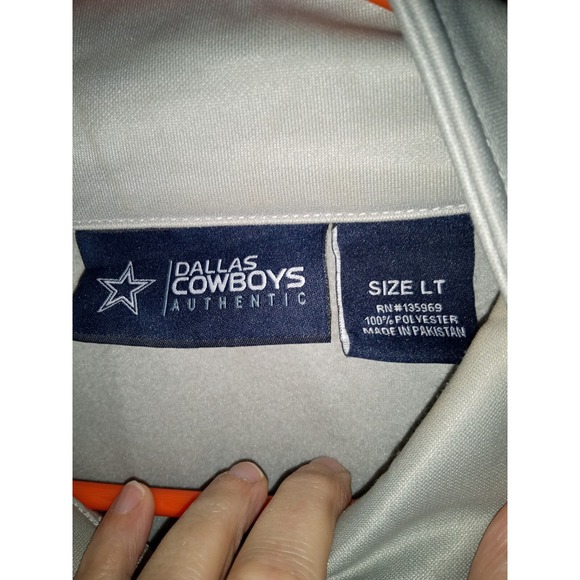 DALLAS
COWBOYS
AUTHENTIC
SIZE LT
RN#135969
100% POLYESTER
MADE IN PAKISTAN